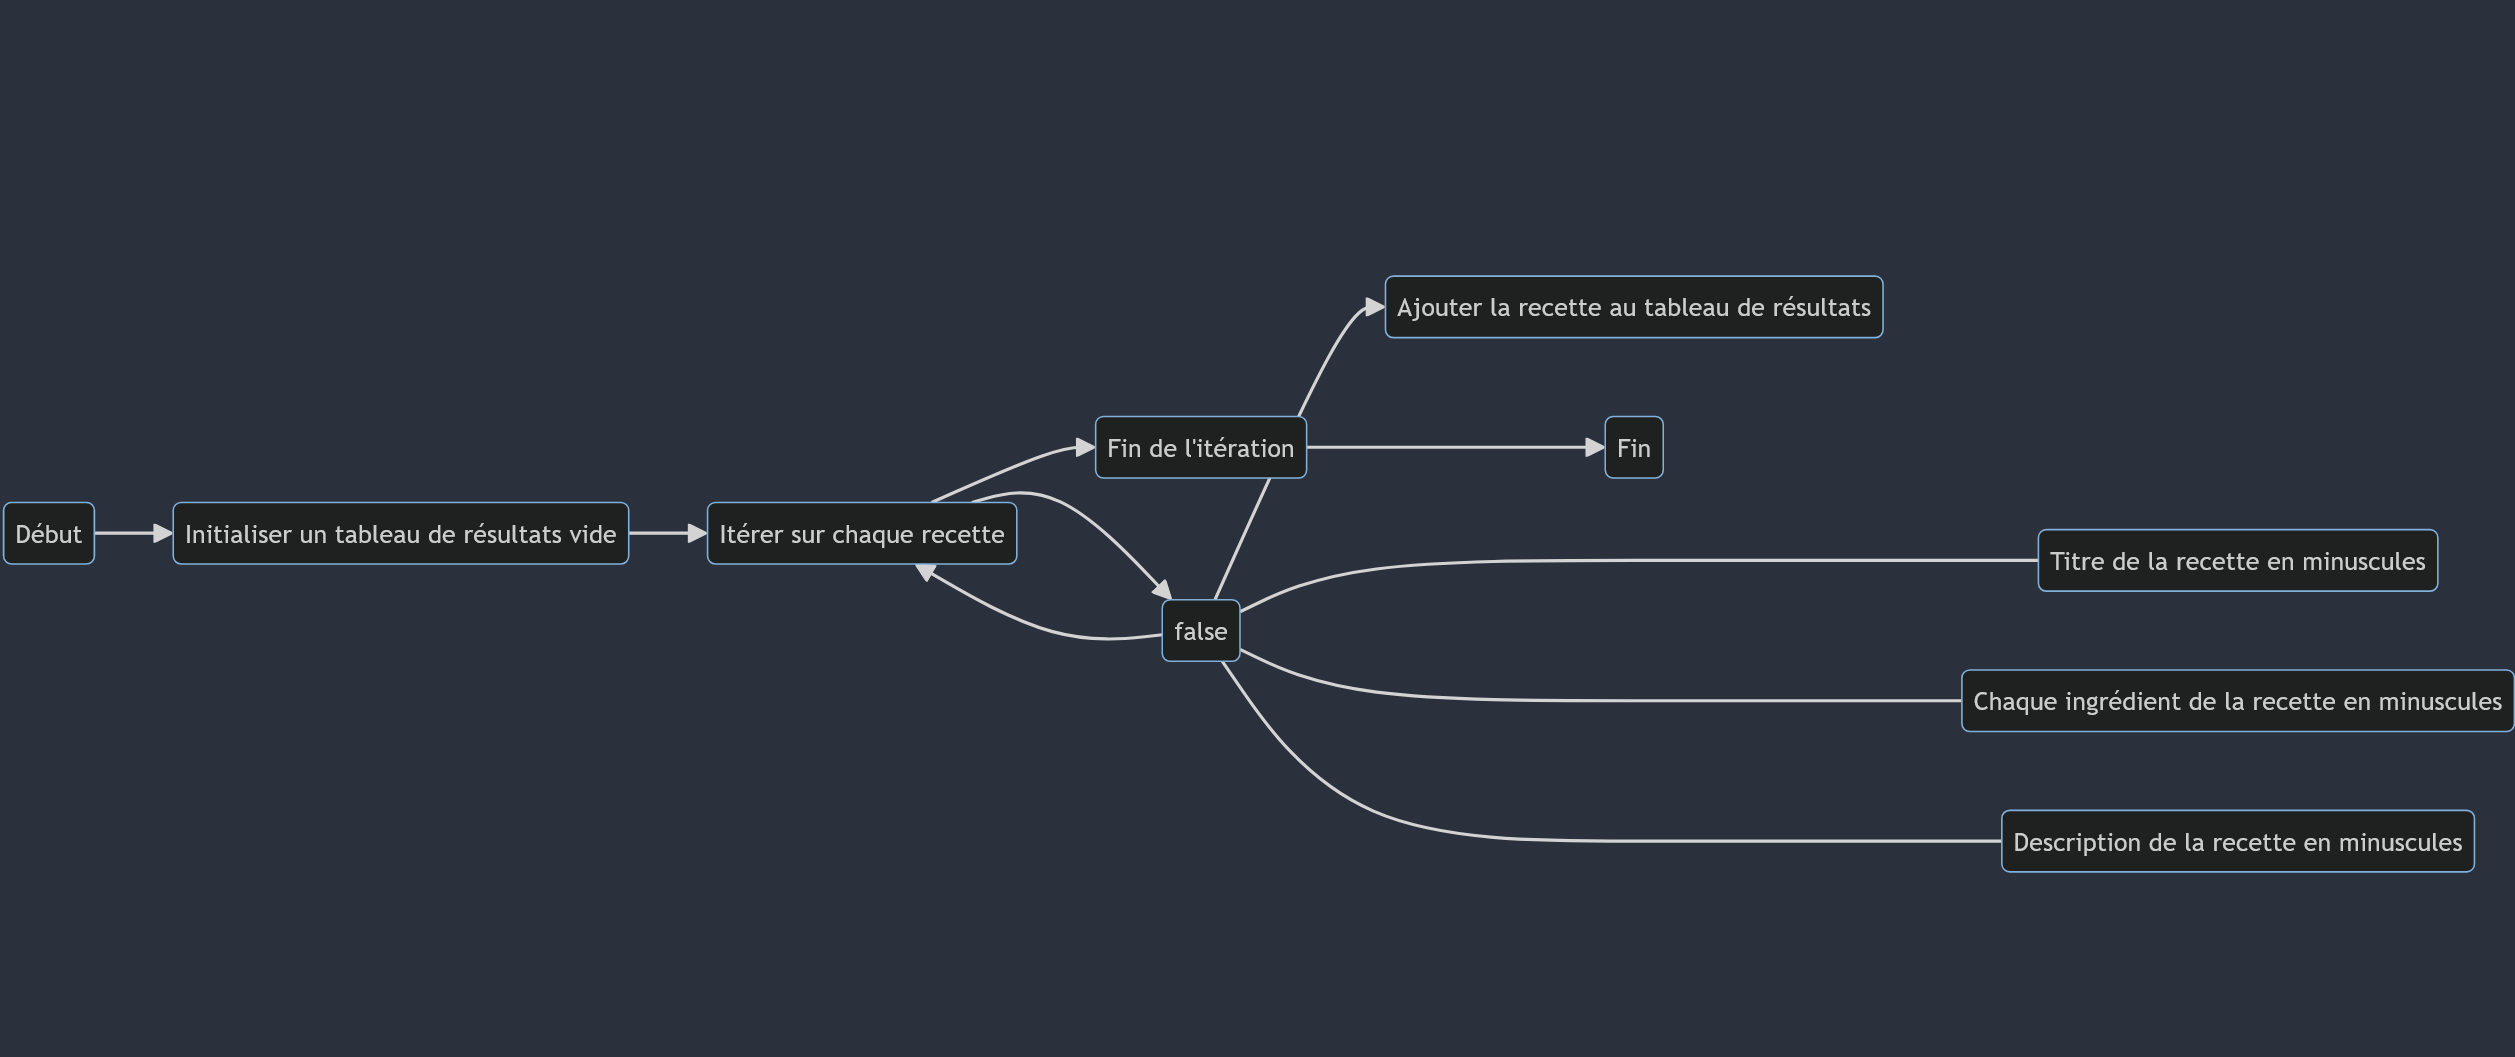 Début
Initialiser un tableau de résultats vide
Itérer sur chaque recette
Fin de l'itération
false
Ajouter la recette au tableau de résultats
Fin
Titre de la recette en minuscules
Chaque ingrédient de la recette en minuscules
Description de la recette en minuscules